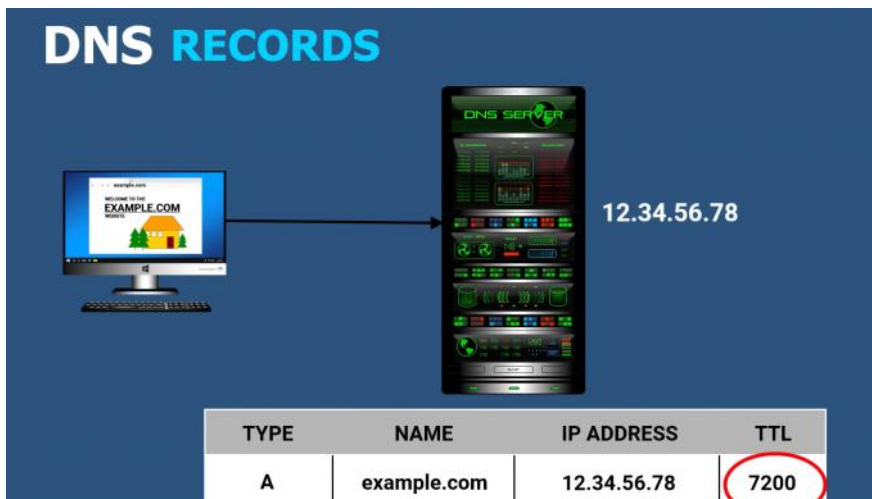 DNS RECORDS
DNS SERVER
example.com
WELCOME TO THE
EXAMPLE.COM
WEBSITE
12.34.56.78
TYPE NAME IP ADDRESS TTL
A example.com 12.34.56.78 7200